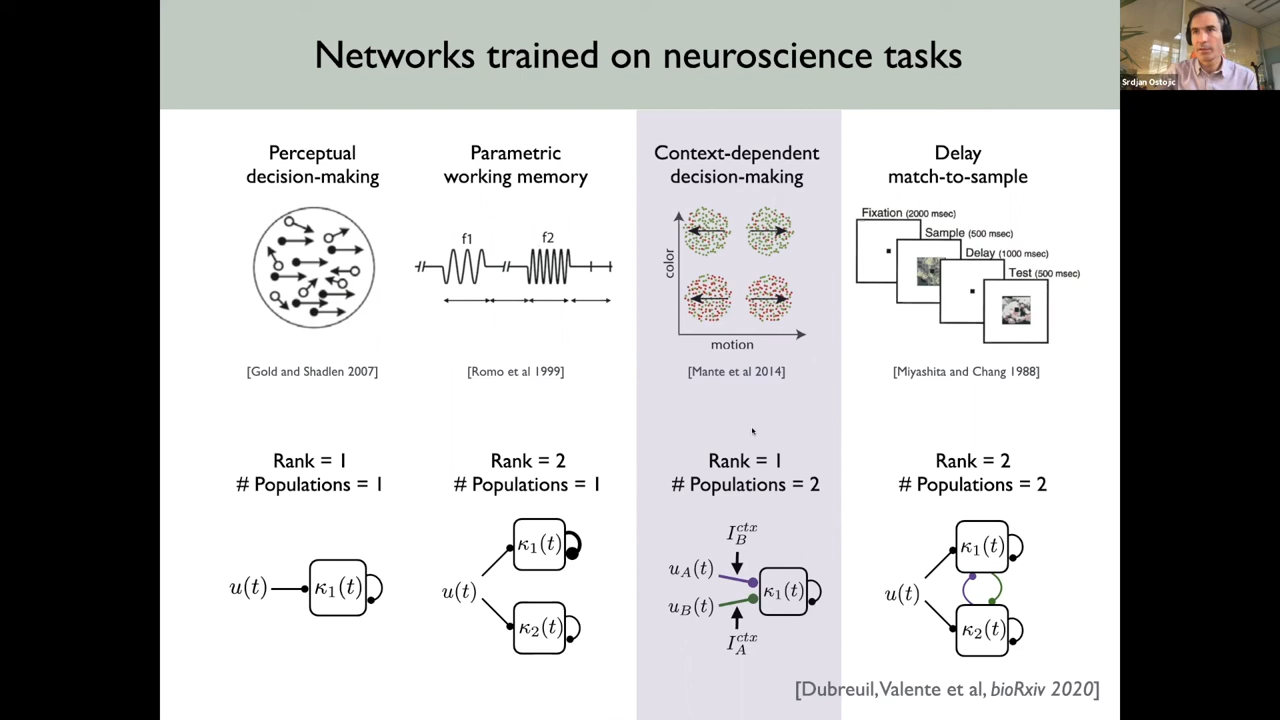 Networks trained on neuroscience tasks
Srdjan Ostojic
Perceptual
decision-making
[Gold and Shadlen 2007]
Rank = 1
# Populations = 1
u(t)
κ₁(t)
Parametric
working memory
f1
f2
[Romo et al 1999]
Rank = 2
# Populations = 1
κ₁(t)
u(t)
κ₂(t)
Context-dependent
decision-making
color
motion
[Mante et al 2014]
Rank = 1
# Populations = 2
I_B^{ctx}
u_A(t)
κ₁(t)
u_B(t)
I_A^{ctx}
Delay
match-to-sample
Fixation (2000 msec)
Sample (500 msec)
Delay (1000 msec)
Test (500 msec)
[Miyashita and Chang 1988]
Rank = 2
# Populations = 2
κ₁(t)
u(t)
κ₂(t)
[Dubreuil, Valente et al, bioRxiv 2020]